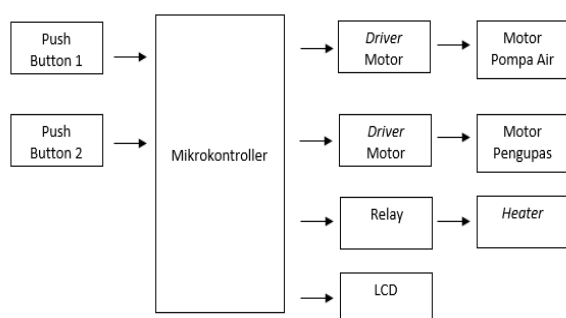 Push
Button 1
Push
Button 2
Mikrokontroller
Driver
Motor
Motor
Pompa Air
Driver
Motor
Motor
Pengupas
Relay
Heater
LCD